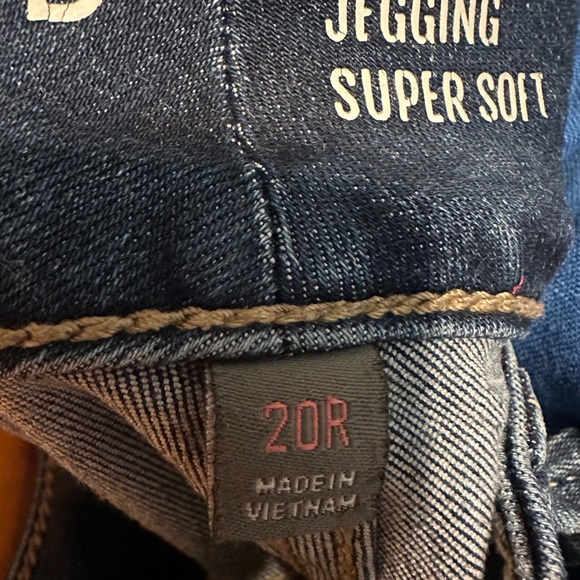 JEGGING
SUPER SOFT
20R
MADE IN
VIETNAM